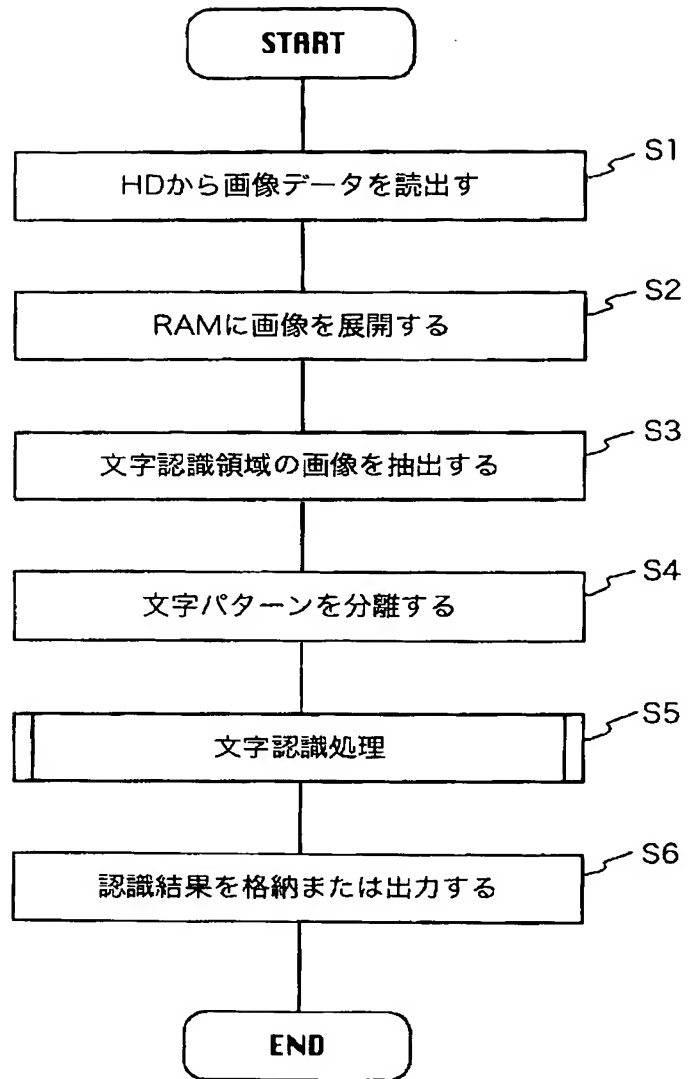 START
HDから画像データを読出す
S1
RAMに画像を展開する
S2
文字認識領域の画像を抽出する
S3
文字パターンを分離する
S4
文字認識処理
S5
認識結果を格納または出力する
S6
END